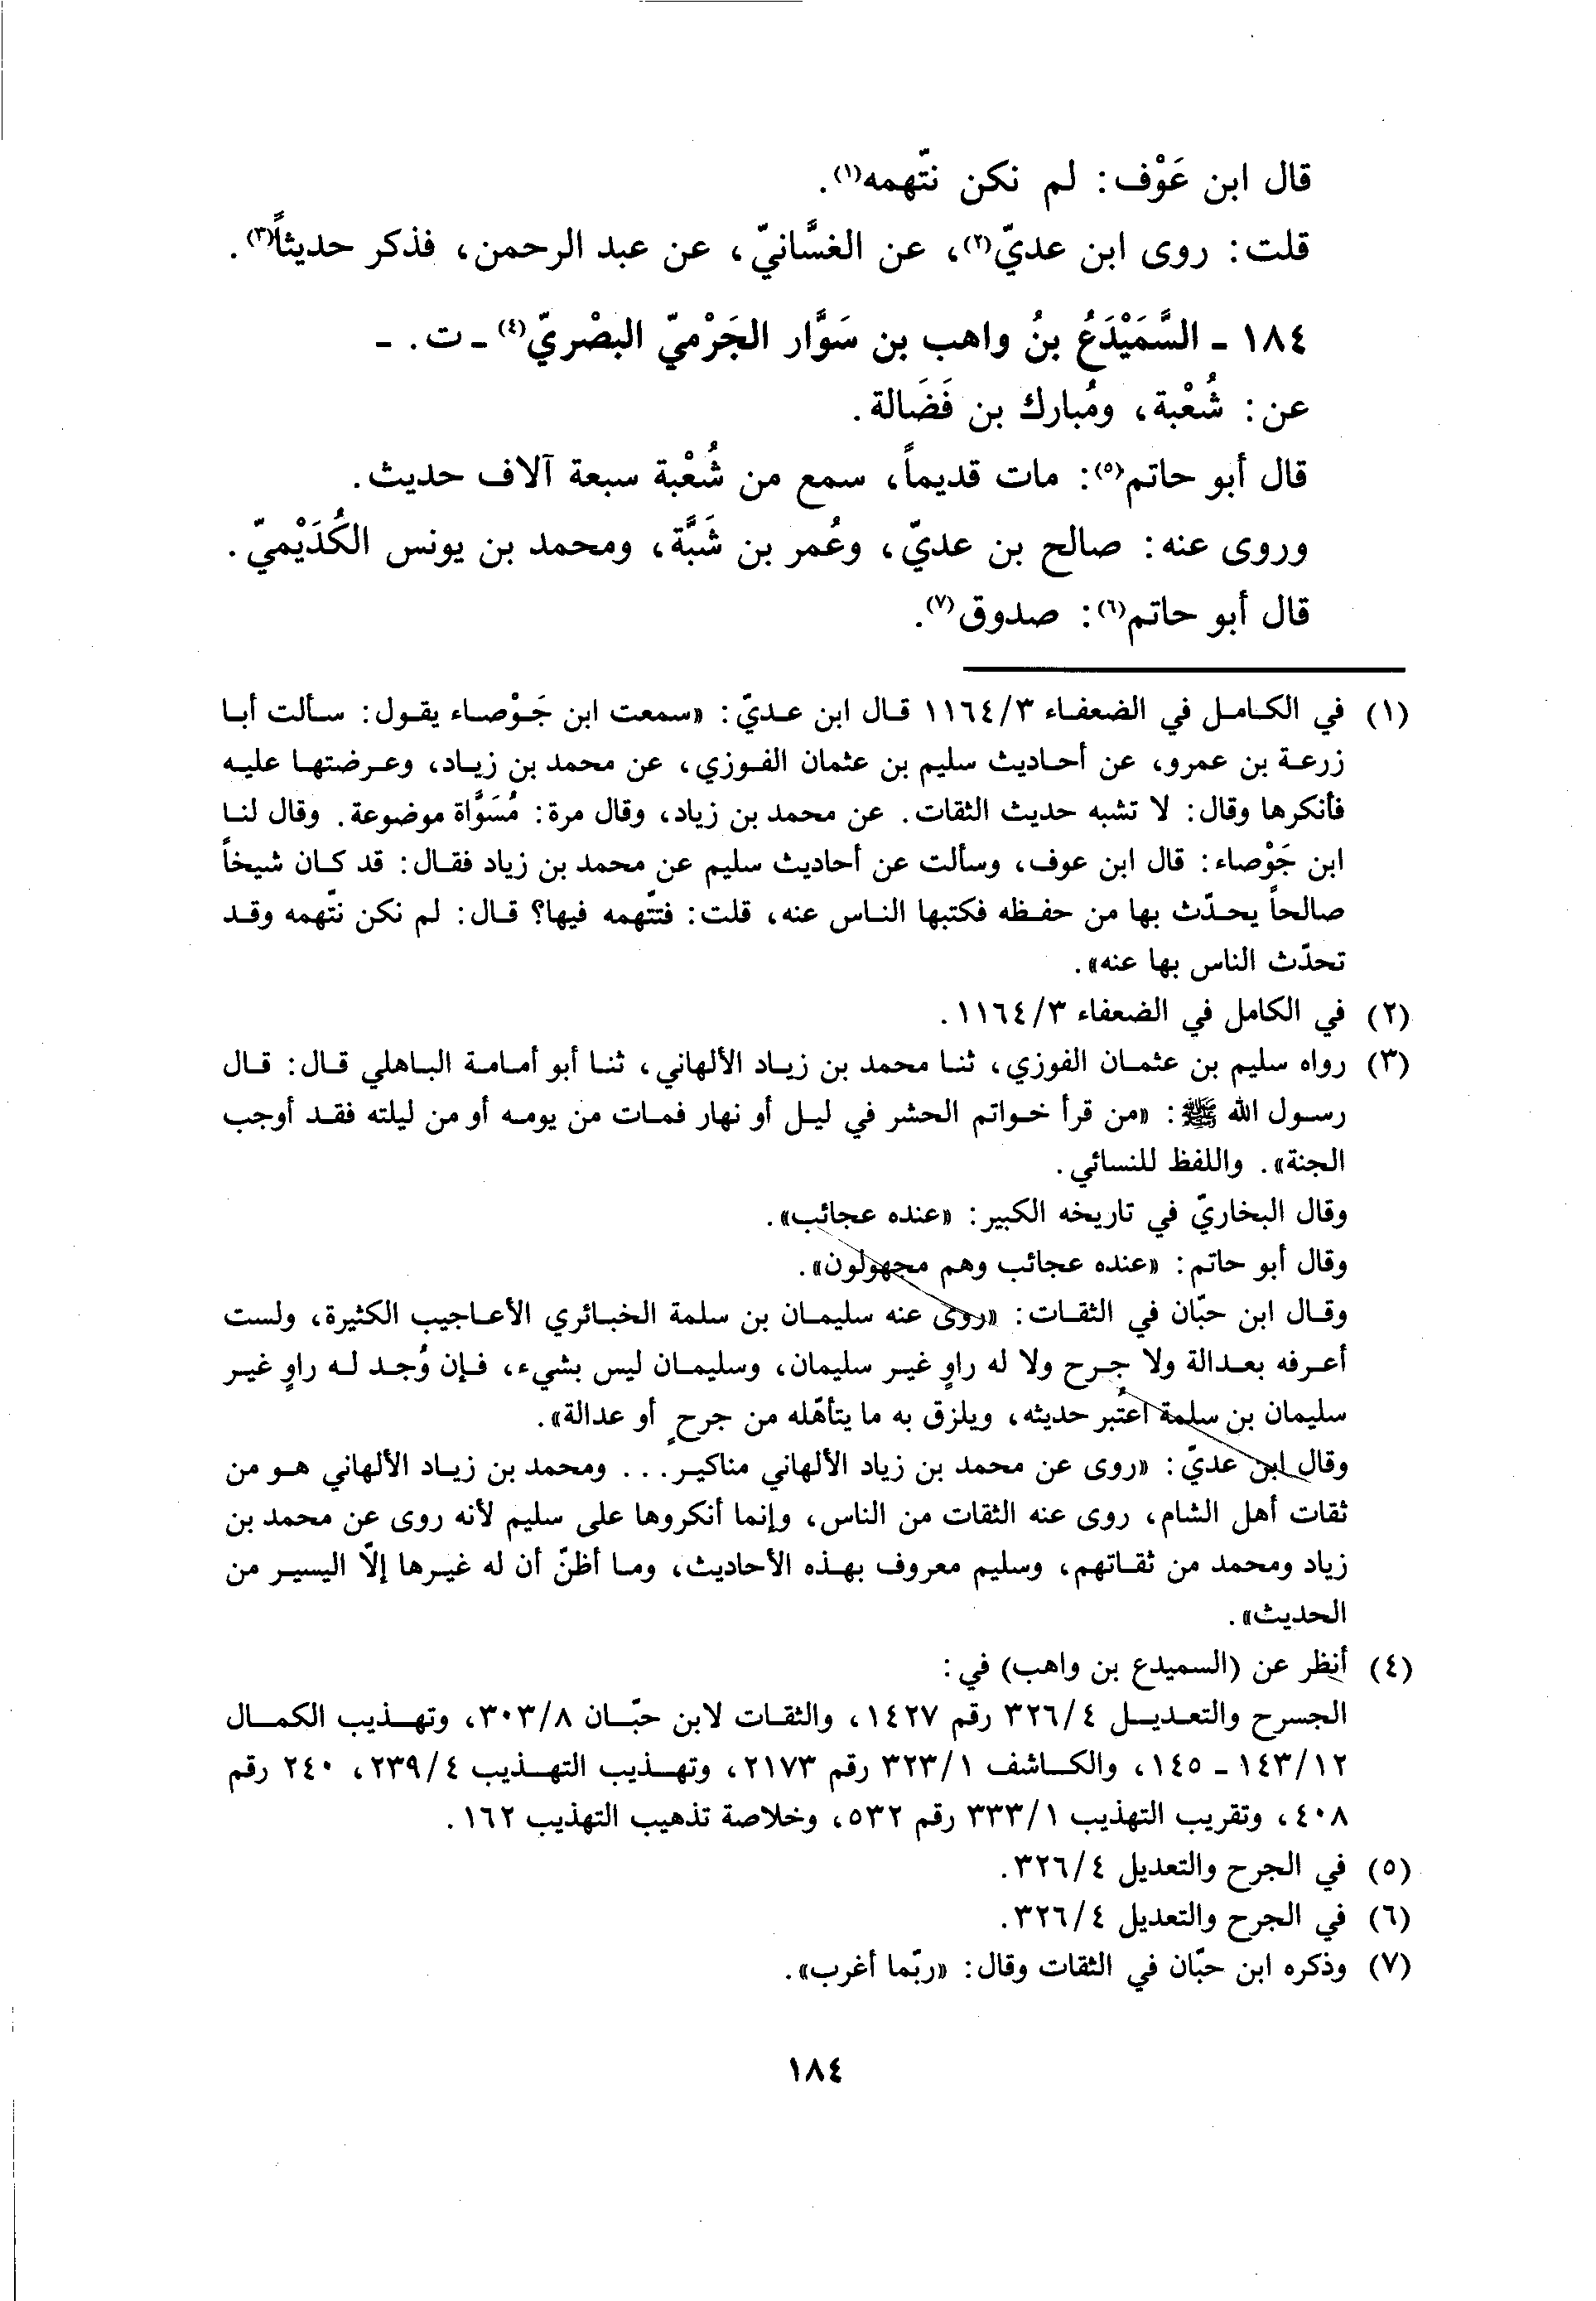 قال ابن عَوْف: لم نكن نتّهمه(١).
قلت: روى ابن عديّ(٢)، عن الغسَّانيّ، عن عبد الرحمن، فذكر حديثاً(٣).
١٨٤ - السَّمَيْدَعُ بنُ واهب بن سَوَّار الجَرْميّ البصْريّ(٤) - ت. -
عن: شُعْبة، ومُبارك بن فَضَالة.
قال أبو حاتم(٥): مات قديماً، سمع من شُعْبة سبعة آلاف حديث.
وروى عنه: صالح بن عديّ، وعُمر بن شَبَّة، ومحمد بن يونس الكُدَيْميّ.
قال أبو حاتم(٦): صدوق(٧).
(١) في الكامل في الضعفاء ١١٦٤/٣ قال ابن عديّ: «سمعت ابن جَوْصاء يقول: سألت أبا
زرعة بن عمرو، عن أحاديث سليم بن عثمان الفوزي، عن محمد بن زياد، وعرضتها عليه
فأنكرها وقال: لا تشبه حديث الثقات. عن محمد بن زياد، وقال مرة: مُسَوَّاة موضوعة. وقال لنا
ابن جَوْصاء: قال ابن عوف، وسألت عن أحاديث سليم عن محمد بن زياد فقال: قد كان شيخاً
صالحاً يحدّث بها من حفظه فكتبها الناس عنه، قلت: فتتّهمه فيها؟ قال: لم نكن نتّهمه وقد
تحدّث الناس بها عنه».
(٢) في الكامل في الضعفاء ١١٦٤/٣.
(٣) رواه سليم بن عثمان الفوزي، ثنا محمد بن زياد الألهاني، ثنا أبو أمامة الباهلي قال: قال
رسول الله ﷺ: «من قرأ خواتم الحشر في ليل أو نهار فمات من يومه أو من ليلته فقد أوجب
الجنة». واللفظ للنسائي.
وقال البخاريّ في تاريخه الكبير: «عنده عجائب».
وقال أبو حاتم: «عنده عجائب وهم مجهولون».
وقال ابن حبّان في الثقات: «روى عنه سليمان بن سلمة الخبائري الأعاجيب الكثيرة، ولست
أعرفه بعدالة ولا جرح ولا له راوٍ غير سليمان، وسليمان ليس بشيء، فإن وُجد له راوٍ غير
سليمان بن سلمة اعتُبر حديثه، ويلزق به ما يتأهّله من جرحٍ أو عدالة».
وقال ابن عديّ: «روى عن محمد بن زياد الألهاني مناكير... ومحمد بن زياد الألهاني هو من
ثقات أهل الشام، روى عنه الثقات من الناس، وإنما أنكروها على سليم لأنه روى عن محمد بن
زياد ومحمد من ثقاتهم، وسليم معروف بهذه الأحاديث، وما أظنّ أن له غيرها إلّا اليسير من
الحديث».
(٤) أنظر عن (السميدع بن واهب) في:
الجسرح والتعديل ٣٢٦/٤ رقم ١٤٢٧، والثقات لابن حبّان ٣٠٣/٨، وتهذيب الكمال
١٤٣/١٢ - ١٤٥، والكاشف ٣٢٣/١ رقم ٢١٧٣، وتهذيب التهذيب ٢٣٩/٤، ٢٤٠ رقم
٤٠٨، وتقريب التهذيب ٣٣٣/١ رقم ٥٣٢، وخلاصة تذهيب التهذيب ١٦٢.
(٥) في الجرح والتعديل ٣٢٦/٤.
(٦) في الجرح والتعديل ٣٢٦/٤.
(٧) وذكره ابن حبّان في الثقات وقال: «ربّما أغرب».
١٨٤